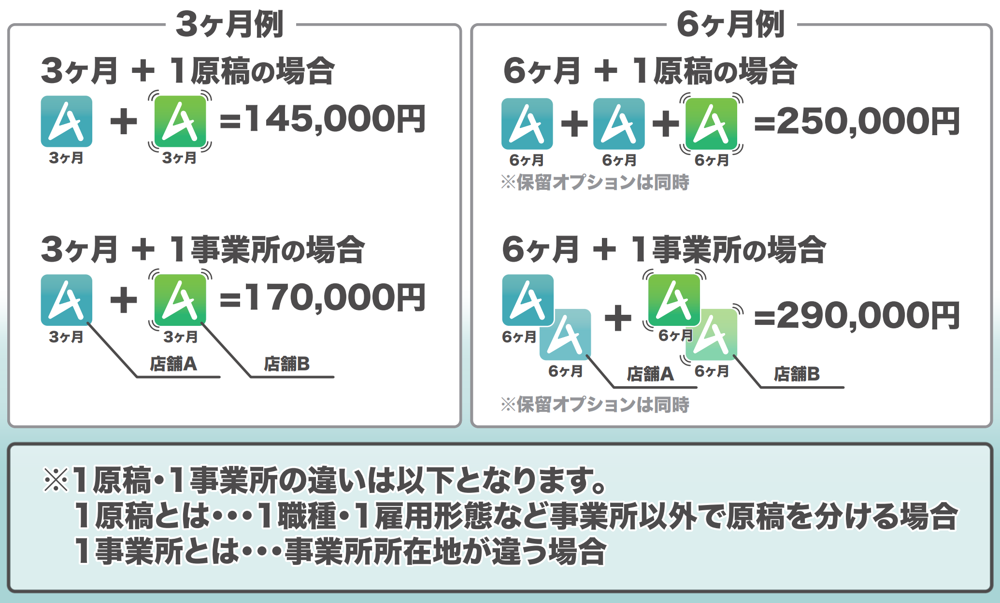 3ヶ月例
3ヶ月 + 1原稿の場合
+ =145,000円
3ヶ月 3ヶ月
3ヶ月 + 1事業所の場合
+ =170,000円
3ヶ月 3ヶ月
店舗A 店舗B
6ヶ月例
6ヶ月 + 1原稿の場合
+ + =250,000円
6ヶ月 6ヶ月 6ヶ月
※保留オプションは同時
6ヶ月 + 1事業所の場合
+ =290,000円
6ヶ月 6ヶ月
6ヶ月 店舗A 6ヶ月 店舗B
※保留オプションは同時
※1原稿・1事業所の違いは以下となります。
1原稿とは・・・1職種・1雇用形態など事業所以外で原稿を分ける場合
1事業所とは・・・事業所所在地が違う場合